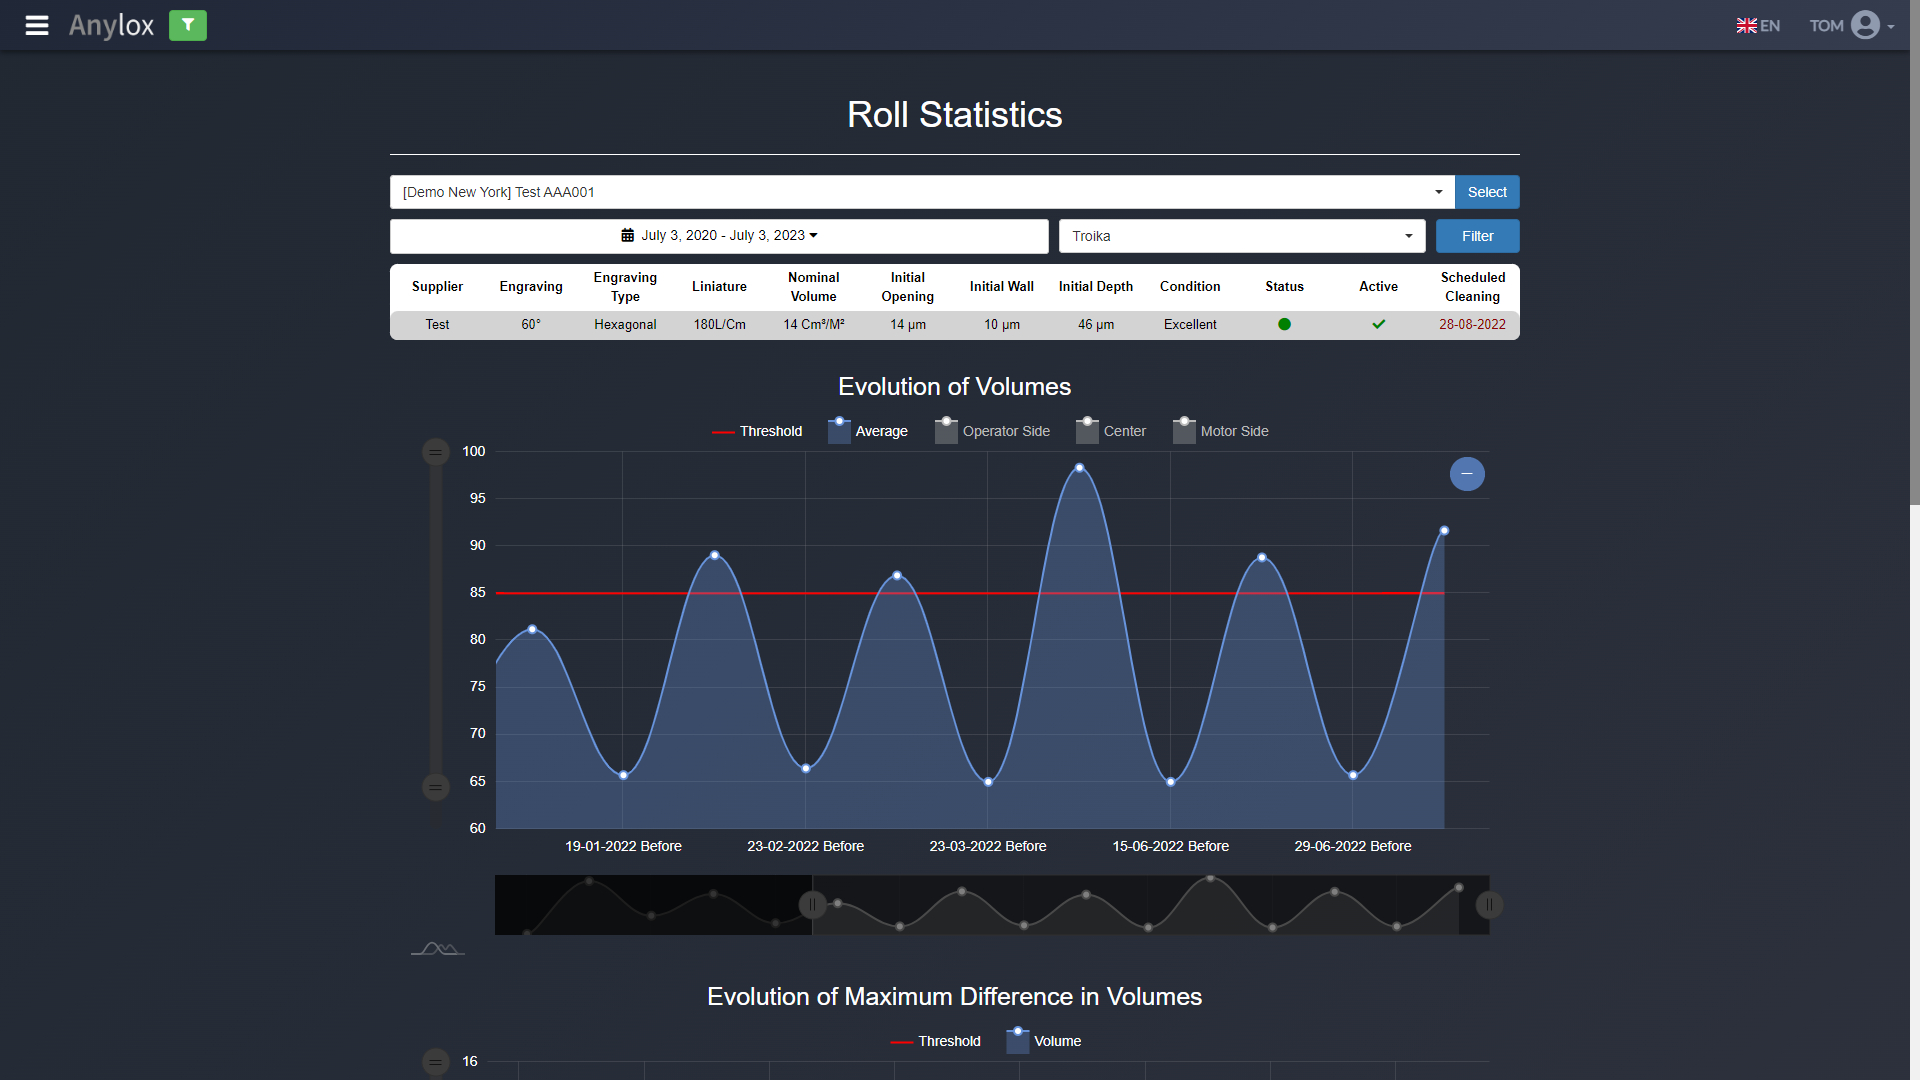 Anylox
EN
TOM
Roll Statistics
[Demo New York] Test AAA001
Select
July 3, 2020 - July 3, 2023
Troika
Filter
Supplier Engraving Engraving Type Liniature Nominal Volume Initial Opening Initial Wall Initial Depth Condition Status Active Scheduled Cleaning
Test 60° Hexagonal 180L/Cm 14 Cm³/M² 14 µm 10 µm 46 µm Excellent 28-08-2022
Evolution of Volumes
Threshold Average Operator Side Center Motor Side
100
95
90
85
80
75
70
65
60
19-01-2022 Before 23-02-2022 Before 23-03-2022 Before 15-06-2022 Before 29-06-2022 Before
Evolution of Maximum Difference in Volumes
Threshold Volume
16